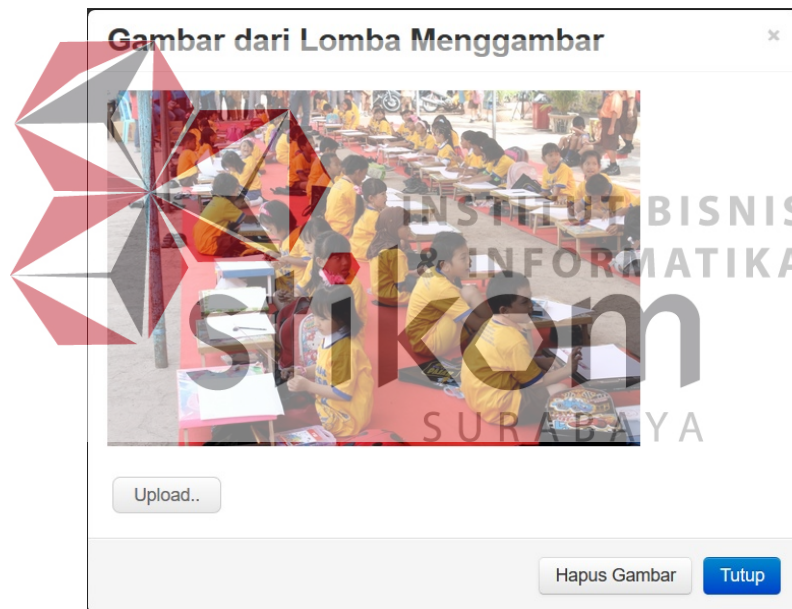 Gambar dari Lomba Menggambar
×
INSTITUT BISNIS
& INFORMATIKA
stikom
SURABAYA
Upload..
Hapus Gambar
Tutup